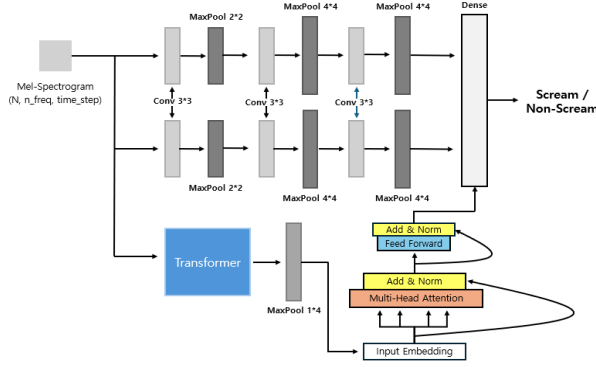 MaxPool 2*2
MaxPool 4*4
MaxPool 4*4
Dense
Mel-Spectrogram
(N, n_freq, time_step)
Conv 3*3
Conv 3*3
Conv 3*3
Scream /
Non-Scream
MaxPool 2*2
MaxPool 4*4
MaxPool 4*4
Transformer
MaxPool 1*4
Add & Norm
Feed Forward
Add & Norm
Multi-Head Attention
Input Embedding